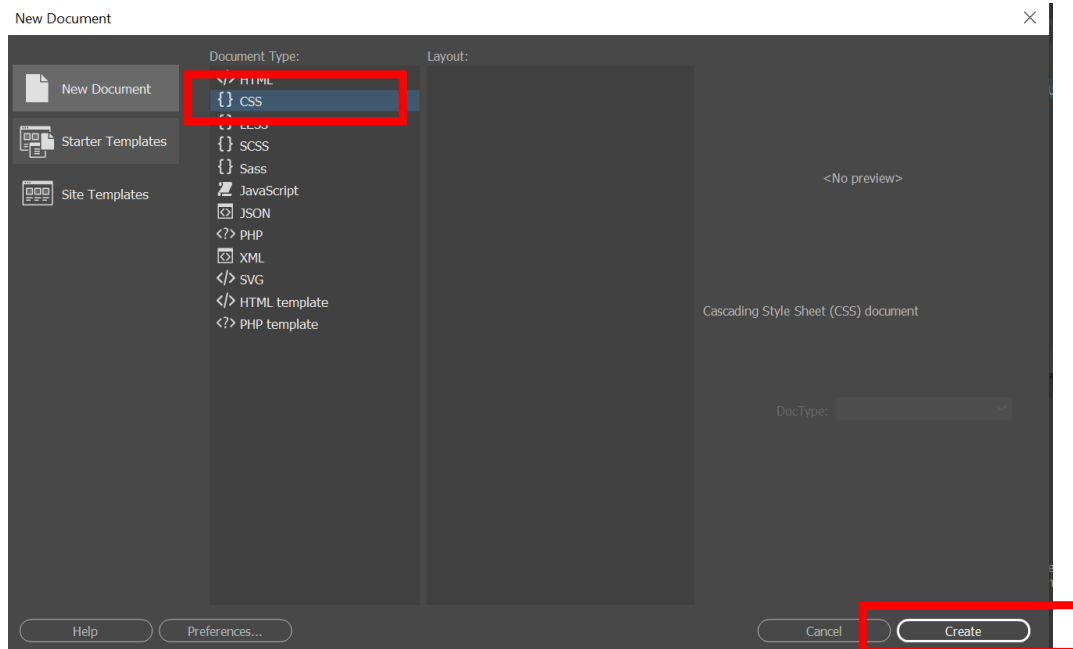 New Document
Document Type:
Layout:
New Document
Starter Templates
Site Templates
HTML
CSS
LESS
SCSS
Sass
JavaScript
JSON
PHP
XML
SVG
HTML template
PHP template
<No preview>
Cascading Style Sheet (CSS) document
DocType:
Help
Preferences...
Cancel
Create